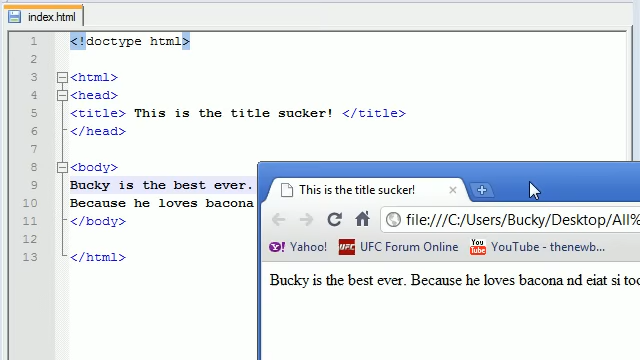 index.html
1 <!doctype html>
2
3 <html>
4 <head>
5 <title> This is the title sucker! </title>
6 </head>
7
8 <body>
9 Bucky is the best ever.
10 Because he loves bacona
11 </body>
12
13 </html>
This is the title sucker!
file:///C:/Users/Bucky/Desktop/All%
Yahoo! UFC UFC Forum Online You Tube YouTube - thenewb...
Bucky is the best ever. Because he loves bacona nd eiat si too